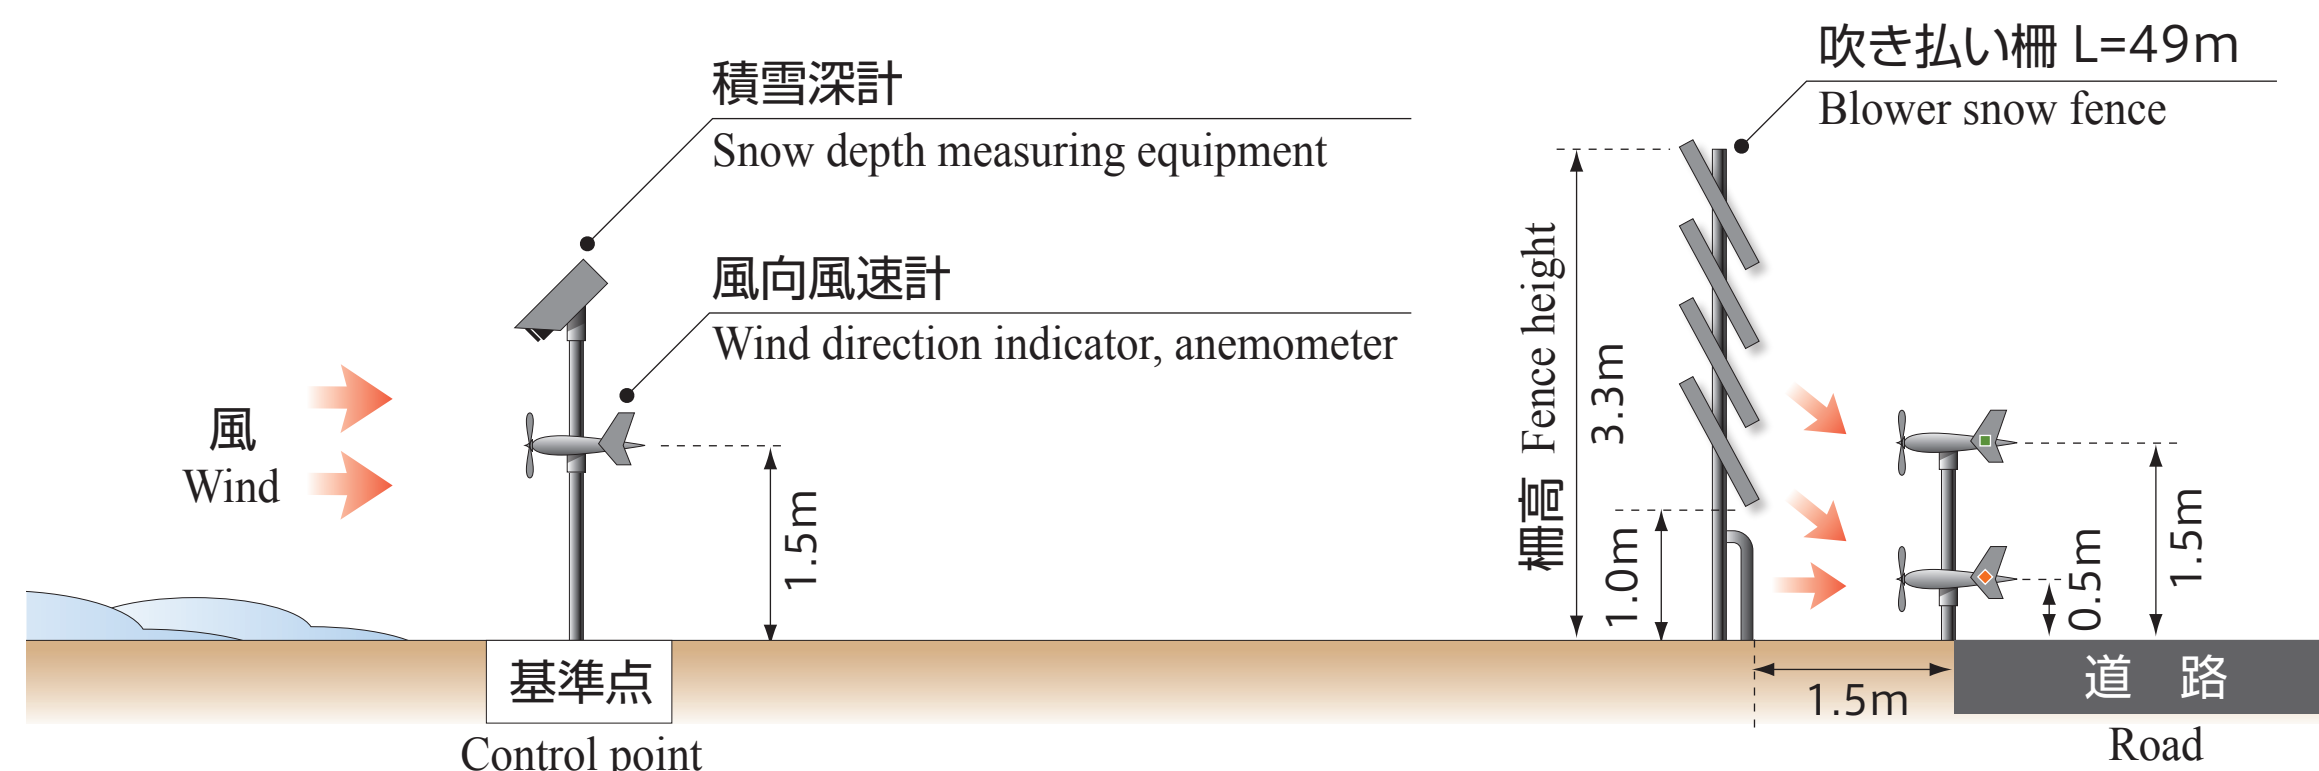 吹き払い柵 L=49m
Blower snow fence
積雪深計
Snow depth measuring equipment
風向風速計
Wind direction indicator, anemometer
風
Wind
1.5m
柵高 Fence height
3.3m
1.0m
0.5m
1.5m
基準点
Control point
1.5m
道 路
Road